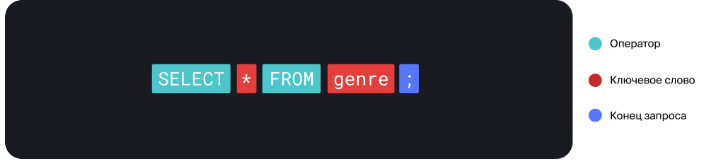 SELECT * FROM genre ;
Оператор
Ключевое слово
Конец запроса